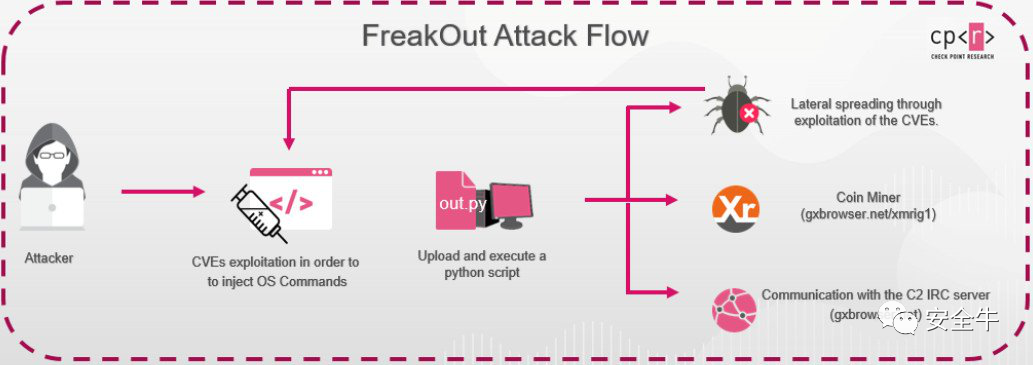 FreakOut Attack Flow
cp<r>
CHECK POINT RESEARCH
Attacker
</>
CVEs exploitation in order to
to inject OS Commands
out.py
Upload and execute a
python script
Lateral spreading through
exploitation of the CVEs.
Xr
Coin Miner
(gxbrowser.net/xmrig1)
Communication with the C2 IRC server
安全牛